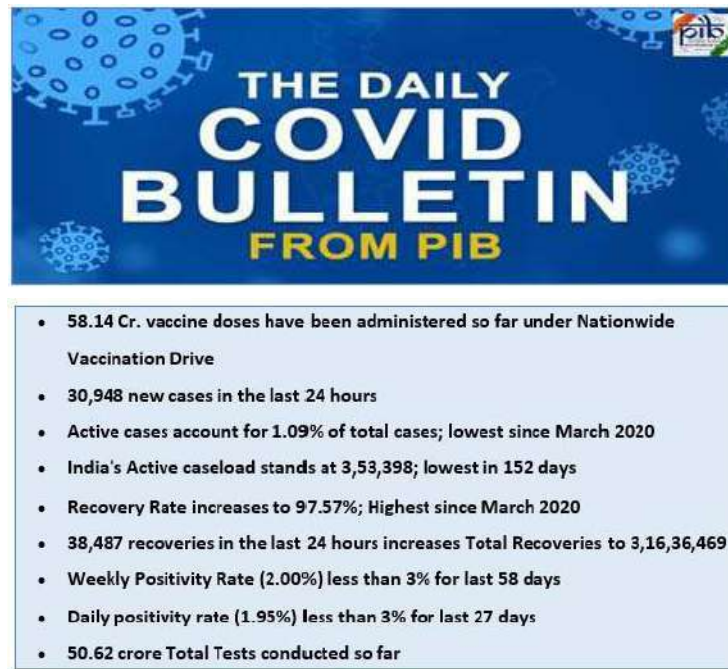 pib
THE DAILY
COVID
BULLETIN
FROM PIB
• 58.14 Cr. vaccine doses have been administered so far under Nationwide
Vaccination Drive
• 30,948 new cases in the last 24 hours
• Active cases account for 1.09% of total cases; lowest since March 2020
• India's Active caseload stands at 3,53,398; lowest in 152 days
• Recovery Rate increases to 97.57%; Highest since March 2020
• 38,487 recoveries in the last 24 hours increases Total Recoveries to 3,16,36,469
• Weekly Positivity Rate (2.00%) less than 3% for last 58 days
• Daily positivity rate (1.95%) less than 3% for last 27 days
• 50.62 crore Total Tests conducted so far